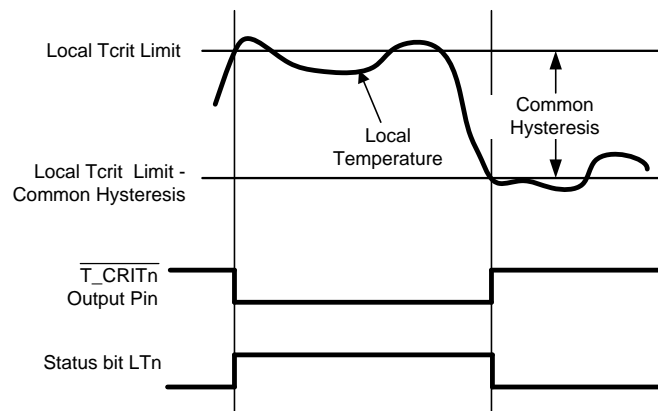 Local Tcrit Limit
Common
Hysteresis
Local
Temperature
Local Tcrit Limit -
Common Hysteresis
T_CRITn
Output Pin
Status bit LTn